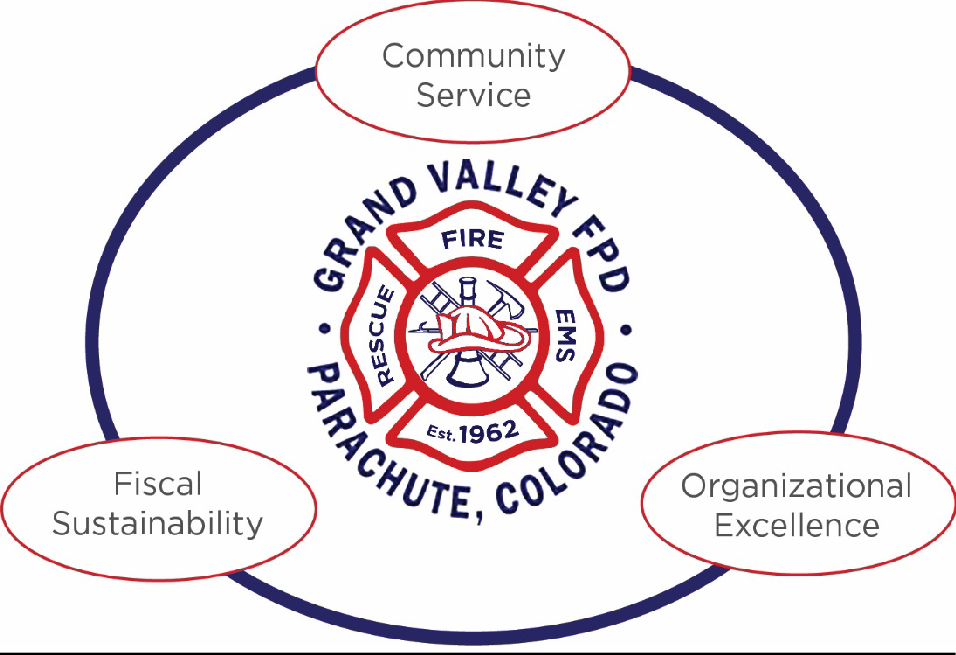 Community
Service
GRAND VALLEY FPD
FIRE
RESCUE
EMS
Est. 1962
• PARACHUTE, COLORADO •
Fiscal
Sustainability
Organizational
Excellence